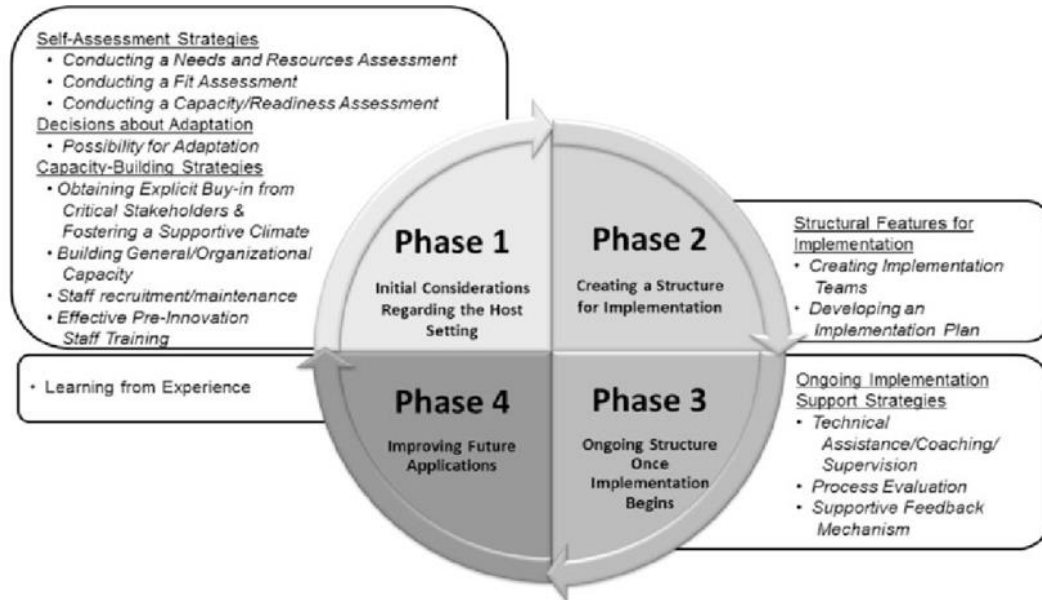 Self-Assessment Strategies
• Conducting a Needs and Resources Assessment
• Conducting a Fit Assessment
• Conducting a Capacity/Readiness Assessment
Decisions about Adaptation
• Possibility for Adaptation
Capacity-Building Strategies
• Obtaining Explicit Buy-in from
Critical Stakeholders &
Fostering a Supportive Climate
• Building General/Organizational
Capacity
• Staff recruitment/maintenance
• Effective Pre-Innovation
Staff Training
Phase 1
Initial Considerations
Regarding the Host
Setting
Phase 2
Creating a Structure
for Implementation
Structural Features for
Implementation
• Creating Implementation
Teams
• Developing an
Implementation Plan
Phase 3
Ongoing Structure
Once
Implementation
Begins
Ongoing Implementation
Support Strategies
• Technical
Assistance/Coaching/
Supervision
• Process Evaluation
• Supportive Feedback
Mechanism
Phase 4
Improving Future
Applications
• Learning from Experience